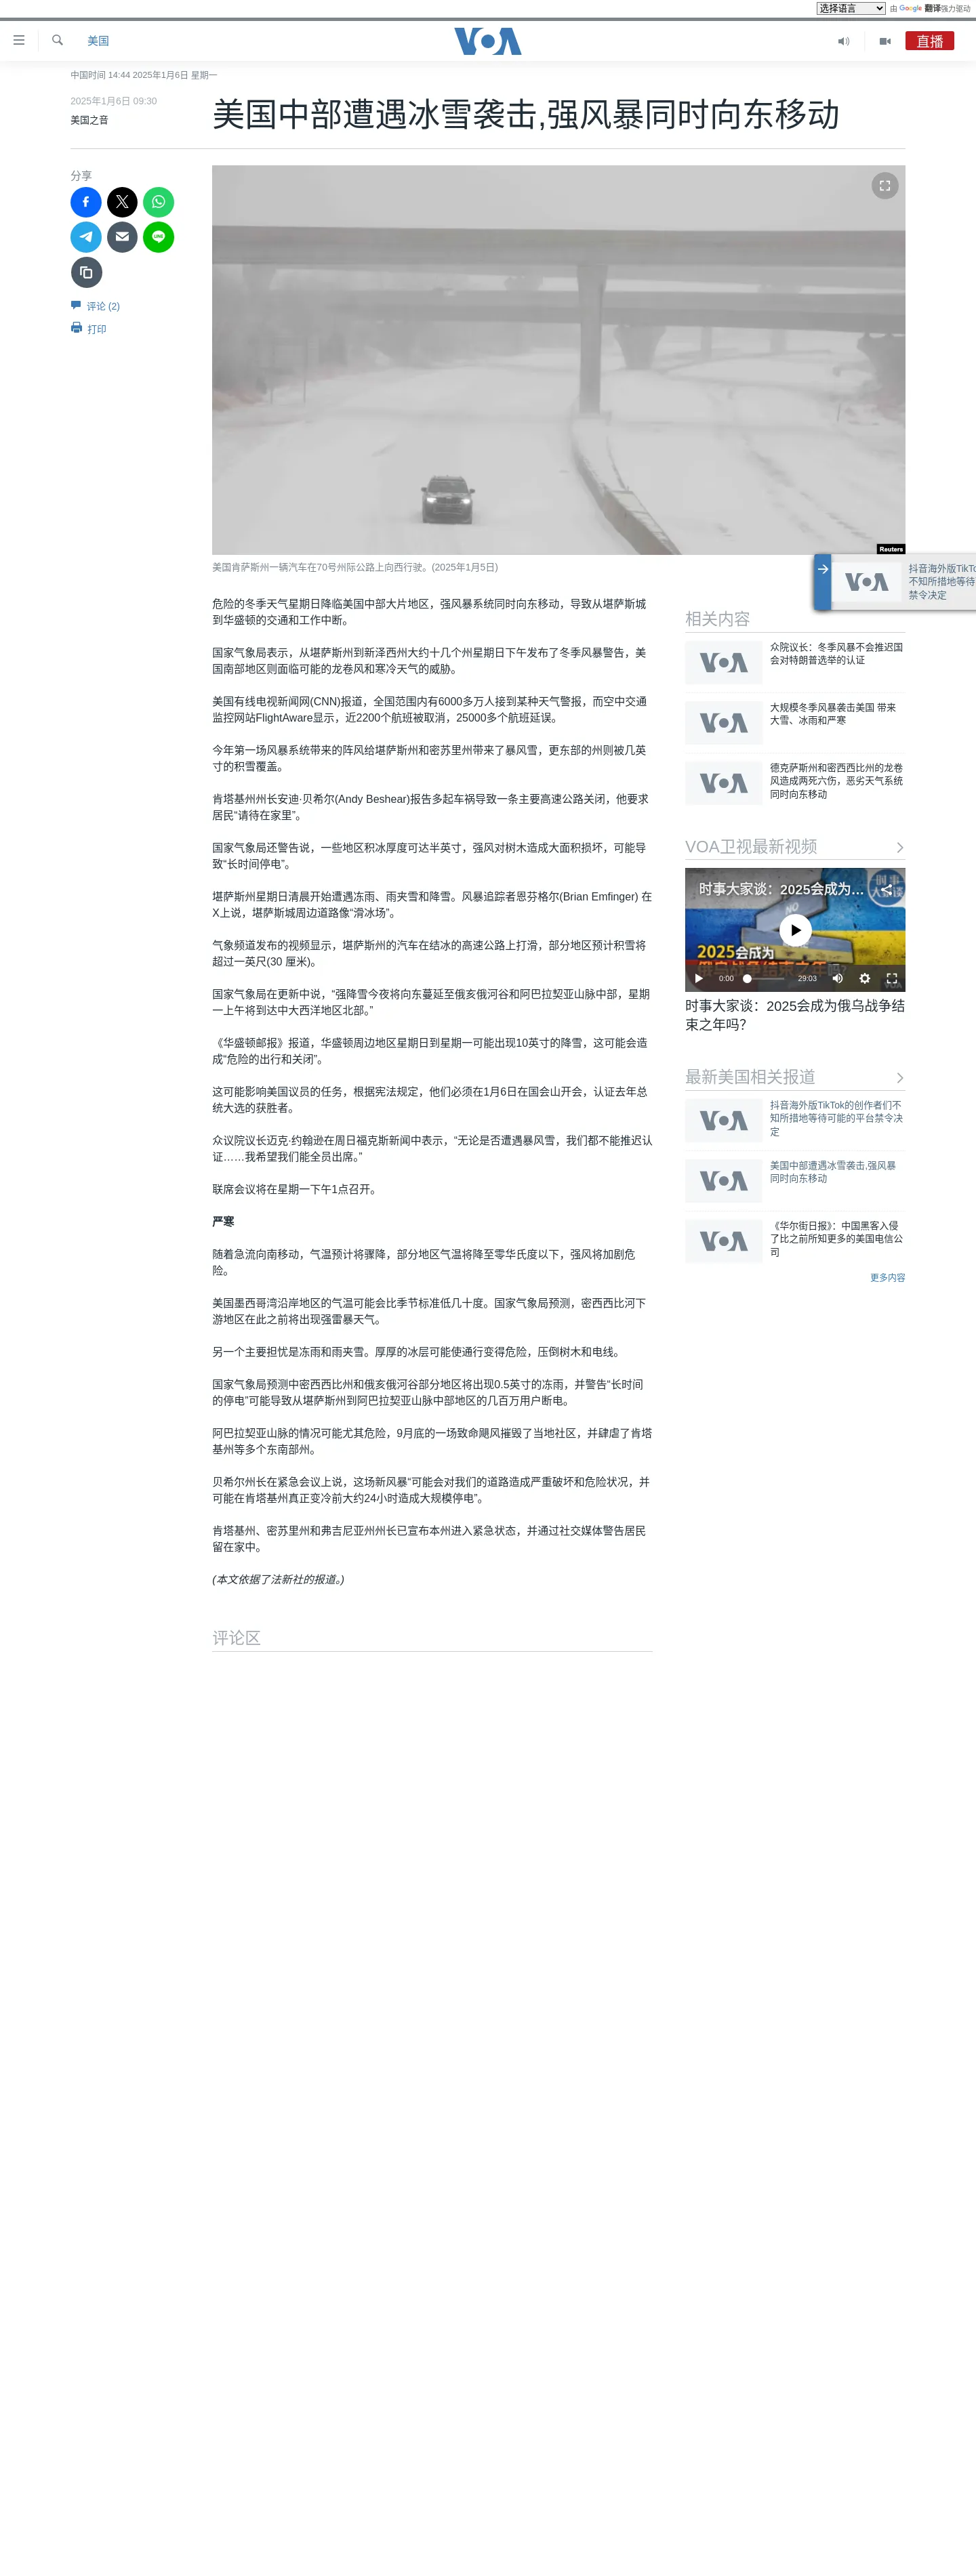 选择语言
由 Google 翻译强力驱动
美国
VOA
直播
中国时间 14:44 2025年1月6日 星期一
2025年1月6日 09:30
美国之音
美国中部遭遇冰雪袭击,强风暴同时向东移动
分享
评论 (2)
打印
Reuters
美国肯萨斯州一辆汽车在70号州际公路上向西行驶。(2025年1月5日)
VOA
抖音海外版TikTo
不知所措地等待
禁令决定
危险的冬季天气星期日降临美国中部大片地区，强风暴系统同时向东移动，导致从堪萨斯城
到华盛顿的交通和工作中断。
国家气象局表示，从堪萨斯州到新泽西州大约十几个州星期日下午发布了冬季风暴警告，美
国南部地区则面临可能的龙卷风和寒冷天气的威胁。
美国有线电视新闻网(CNN)报道，全国范围内有6000多万人接到某种天气警报，而空中交通
监控网站FlightAware显示，近2200个航班被取消，25000多个航班延误。
今年第一场风暴系统带来的阵风给堪萨斯州和密苏里州带来了暴风雪，更东部的州则被几英
寸的积雪覆盖。
肯塔基州州长安迪·贝希尔(Andy Beshear)报告多起车祸导致一条主要高速公路关闭，他要求
居民“请待在家里”。
国家气象局还警告说，一些地区积冰厚度可达半英寸，强风对树木造成大面积损坏，可能导
致“长时间停电”。
堪萨斯州星期日清晨开始遭遇冻雨、雨夹雪和降雪。风暴追踪者恩芬格尔(Brian Emfinger) 在
X上说，堪萨斯城周边道路像“滑冰场”。
气象频道发布的视频显示，堪萨斯州的汽车在结冰的高速公路上打滑，部分地区预计积雪将
超过一英尺(30 厘米)。
国家气象局在更新中说，“强降雪今夜将向东蔓延至俄亥俄河谷和阿巴拉契亚山脉中部，星期
一上午将到达中大西洋地区北部。”
《华盛顿邮报》报道，华盛顿周边地区星期日到星期一可能出现10英寸的降雪，这可能会造
成“危险的出行和关闭”。
这可能影响美国议员的任务，根据宪法规定，他们必须在1月6日在国会山开会，认证去年总
统大选的获胜者。
众议院议长迈克·约翰逊在周日福克斯新闻中表示，“无论是否遭遇暴风雪，我们都不能推迟认
证……我希望我们能全员出席。”
联席会议将在星期一下午1点召开。
严寒
随着急流向南移动，气温预计将骤降，部分地区气温将降至零华氏度以下，强风将加剧危
险。
美国墨西哥湾沿岸地区的气温可能会比季节标准低几十度。国家气象局预测，密西西比河下
游地区在此之前将出现强雷暴天气。
另一个主要担忧是冻雨和雨夹雪。厚厚的冰层可能使通行变得危险，压倒树木和电线。
国家气象局预测中密西西比州和俄亥俄河谷部分地区将出现0.5英寸的冻雨，并警告“长时间
的停电”可能导致从堪萨斯州到阿巴拉契亚山脉中部地区的几百万用户断电。
阿巴拉契亚山脉的情况可能尤其危险，9月底的一场致命飓风摧毁了当地社区，并肆虐了肯塔
基州等多个东南部州。
贝希尔州长在紧急会议上说，这场新风暴“可能会对我们的道路造成严重破坏和危险状况，并
可能在肯塔基州真正变冷前大约24小时造成大规模停电”。
肯塔基州、密苏里州和弗吉尼亚州州长已宣布本州进入紧急状态，并通过社交媒体警告居民
留在家中。
(本文依据了法新社的报道。)
评论区
相关内容
VOA
众院议长：冬季风暴不会推迟国
会对特朗普选举的认证
VOA
大规模冬季风暴袭击美国 带来
大雪、冰雨和严寒
VOA
德克萨斯州和密西西比州的龙卷
风造成两死六伤，恶劣天气系统
同时向东移动
VOA卫视最新视频
时事大家谈：2025会成为…
2025会成为
0:00
29:03
时事大家谈：2025会成为俄乌战争结
束之年吗？
最新美国相关报道
VOA
抖音海外版TikTok的创作者们不
知所措地等待可能的平台禁令决
定
VOA
美国中部遭遇冰雪袭击,强风暴
同时向东移动
VOA
《华尔街日报》：中国黑客入侵
了比之前所知更多的美国电信公
司
更多内容